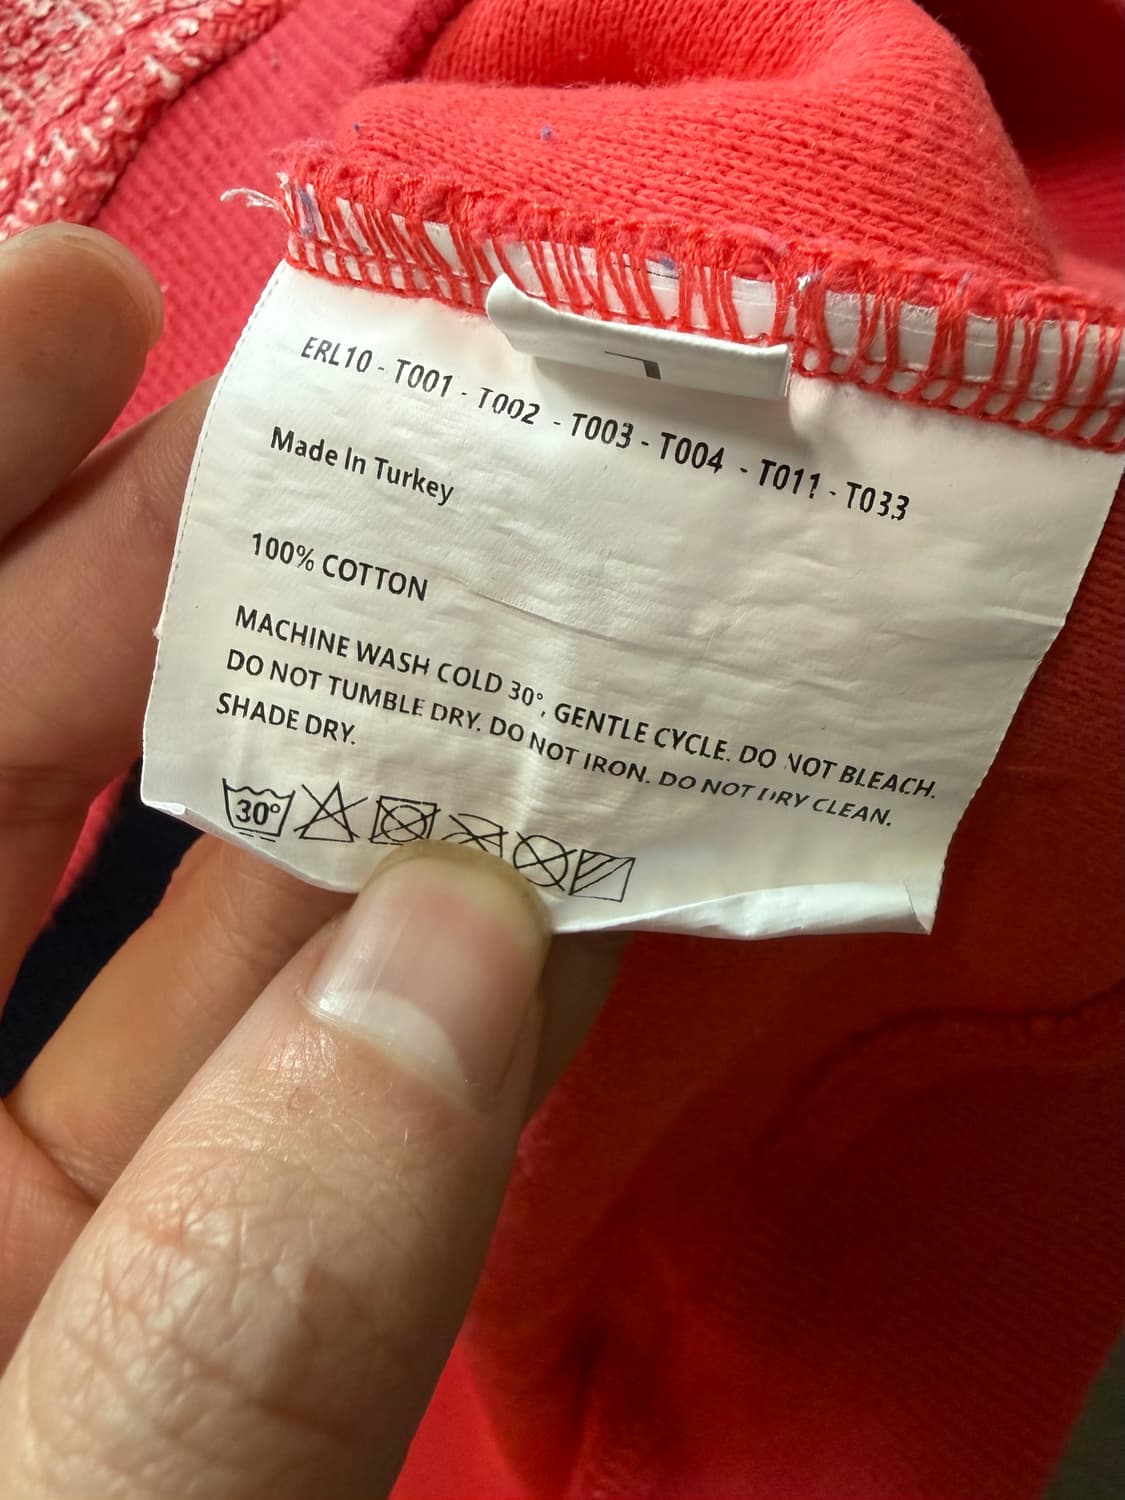 L
ERL10 - T001 - T002 - T003 - T004 - T011 - T033
Made In Turkey
100% COTTON
MACHINE WASH COLD 30°, GENTLE CYCLE. DO NOT BLEACH.
DO NOT TUMBLE DRY. DO NOT IRON. DO NOT DRY CLEAN.
SHADE DRY.
30°